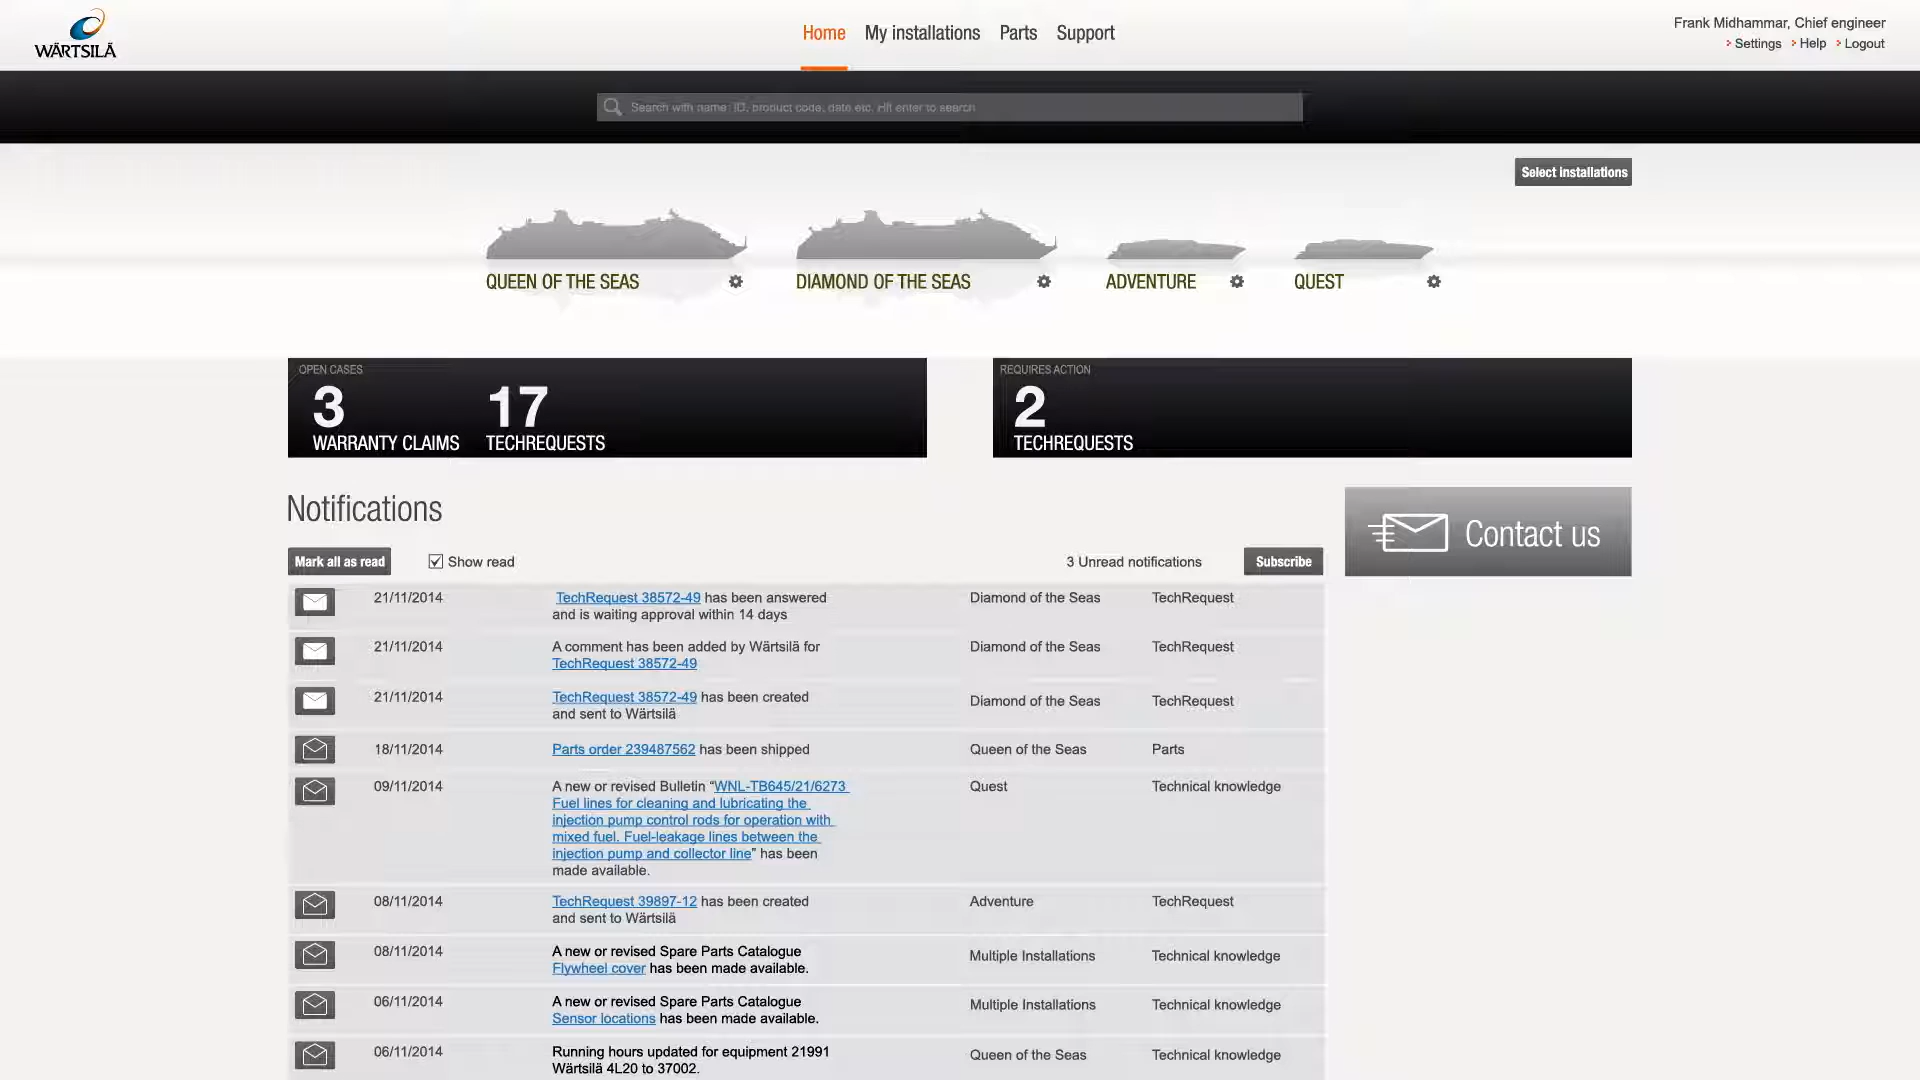 WÄRTSILÄ
Home My installations Parts Support
Frank Midhammar, Chief engineer
Settings Help Logout
Search with name, ID, product code, date etc. Hit enter to search
Select installations
QUEEN OF THE SEAS
DIAMOND OF THE SEAS
ADVENTURE
QUEST
OPEN CASES
3
WARRANTY CLAIMS
17
TECHREQUESTS
REQUIRES ACTION
2
TECHREQUESTS
Notifications
Contact us
Mark all as read
Show read
3 Unread notifications
Subscribe
21/11/2014 TechRequest 38572-49 has been answered Diamond of the Seas TechRequest
and is waiting approval within 14 days
21/11/2014 A comment has been added by Wärtsilä for Diamond of the Seas TechRequest
TechRequest 38572-49
21/11/2014 TechRequest 38572-49 has been created Diamond of the Seas TechRequest
and sent to Wärtsilä
18/11/2014 Parts order 239487562 has been shipped Queen of the Seas Parts
09/11/2014 A new or revised Bulletin “WNL-TB645/21/6273 Quest Technical knowledge
Fuel lines for cleaning and lubricating the
injection pump control rods for operation with
mixed fuel. Fuel-leakage lines between the
injection pump and collector line” has been
made available.
08/11/2014 TechRequest 39897-12 has been created Adventure TechRequest
and sent to Wärtsilä
08/11/2014 A new or revised Spare Parts Catalogue Multiple Installations Technical knowledge
Flywheel cover has been made available.
06/11/2014 A new or revised Spare Parts Catalogue Multiple Installations Technical knowledge
Sensor locations has been made available.
06/11/2014 Running hours updated for equipment 21991 Queen of the Seas Technical knowledge
Wärtsilä 4L20 to 37002.